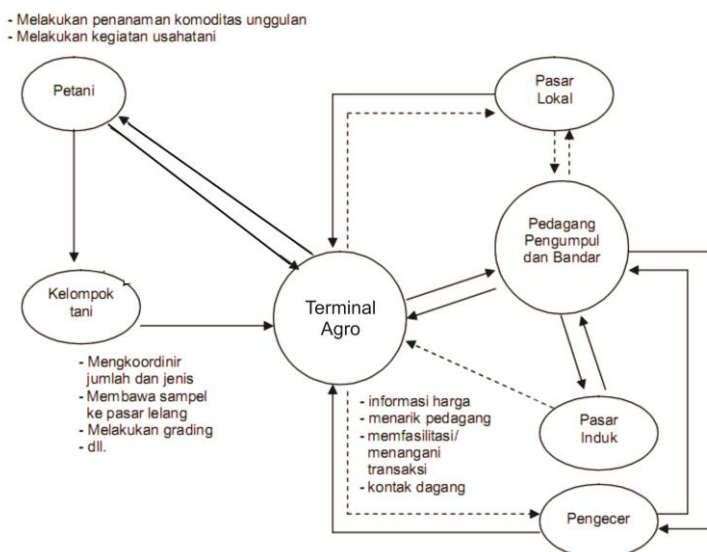 - Melakukan penanaman komoditas unggulan
- Melakukan kegiatan usahatani
Petani
Pasar
Lokal
Pedagang
Pengumpul
dan Bandar
Kelompok
tani
Terminal
Agro
- Mengkoordinir
jumlah dan jenis
- Membawa sampel
ke pasar lelang
- Melakukan grading
- dll.
- informasi harga
- menarik pedagang
- memfasilitasi/
menangani
transaksi
- kontak dagang
Pasar
Induk
Pengecer